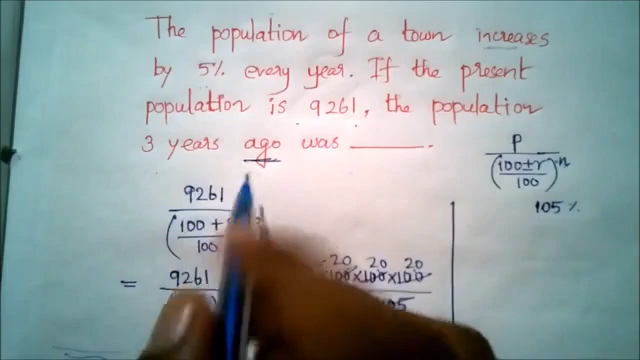 The population of a town increases
by 5% every year. If the present
population is 9261, the population
3 years ago was ______.
P
(100±r/100)^n
105%
9261
(100 +
100
= 9261
20 20 20
100×100×100
105